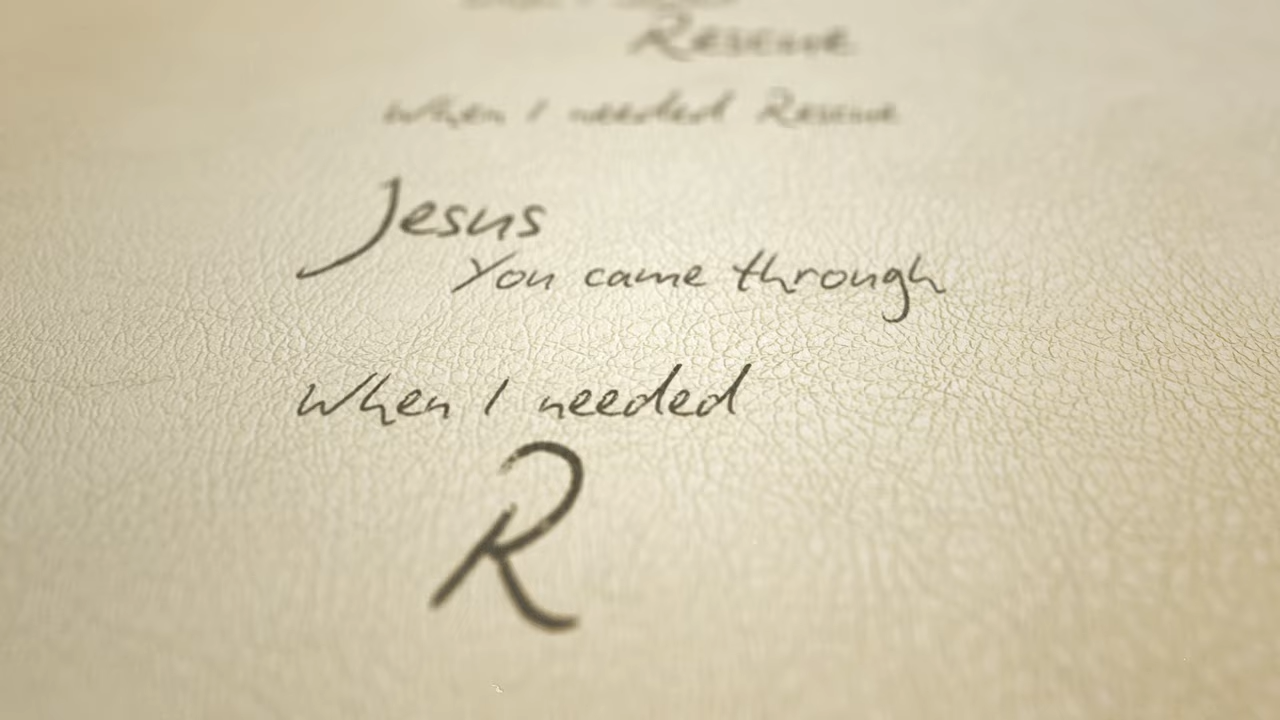 Rescue
When I needed Rescue
Jesus
You came through
When I needed
R